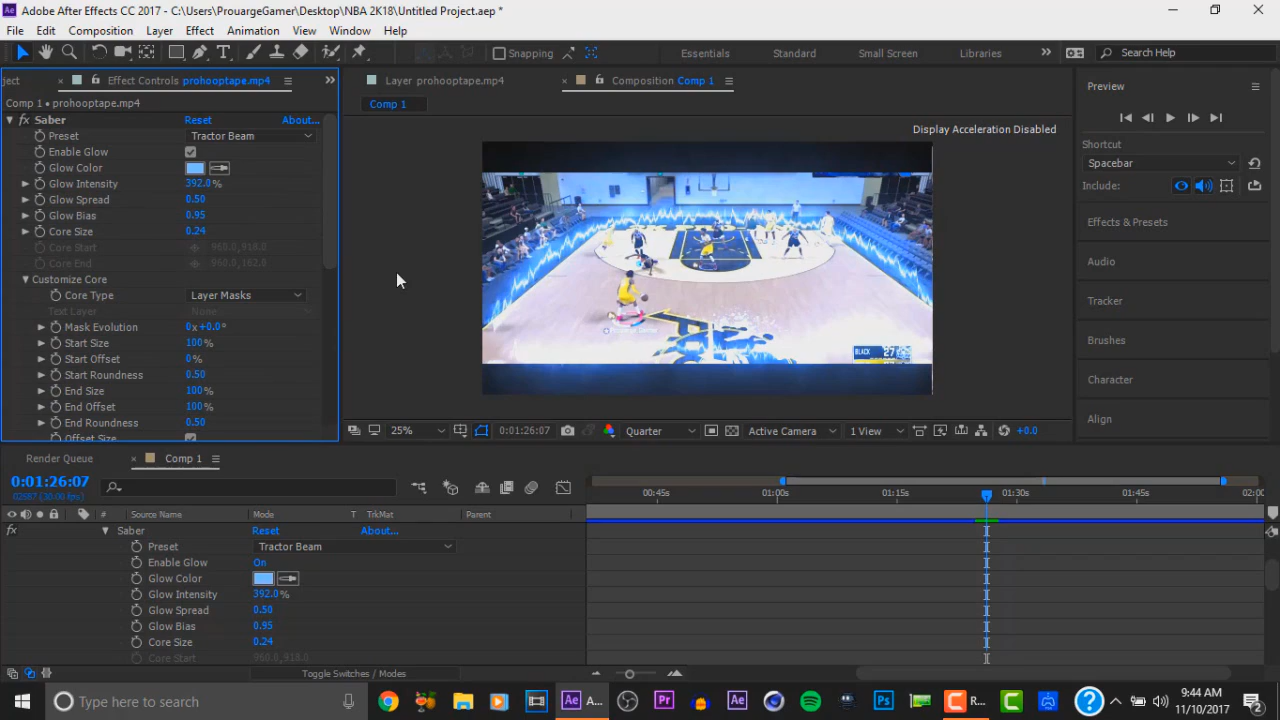 Adobe After Effects CC 2017 - C:\Users\ProuargeGamer\Desktop\NBA 2K18\Untitled Project.aep *
File Edit Composition Layer Effect Animation View Window Help
Snapping Essentials Standard Small Screen Libraries Search Help
ject Effect Controls prohooptape.mp4 Layer prohooptape.mp4 Composition Comp 1 Preview
Comp 1 • prohooptape.mp4 Comp 1
fx Saber Reset About...
Preset Tractor Beam
Enable Glow
Glow Color
Glow Intensity 392.0%
Glow Spread 0.50
Glow Bias 0.95
Core Size 0.24
Core Start 960.0,918.0
Core End 960.0,162.0
Customize Core
Core Type Layer Masks
Text Layer None
Mask Evolution 0x+0.0°
Start Size 100%
Start Offset 0%
Start Roundness 0.50
End Size 100%
End Offset 100%
End Roundness 0.50
Offset Size
Display Acceleration Disabled
BLACK 27
25% 0:01:26:07 Quarter Active Camera 1 View +0.0
Shortcut
Spacebar
Include:
Effects & Presets
Audio
Tracker
Brushes
Character
Align
Render Queue Comp 1
0:01:26:07
02587 (30.00 fps)
00:45s 01:00s 01:15s 01:30s 01:45s 02:00
# Source Name Mode T TrkMat Parent
fx Saber Reset About...
Preset Tractor Beam
Enable Glow On
Glow Color
Glow Intensity 392.0%
Glow Spread 0.50
Glow Bias 0.95
Core Size 0.24
Core Start 960.0,918.0
Toggle Switches / Modes
Type here to search
Ae A... Pr Ae Ps R...
9:44 AM
11/10/2017
2